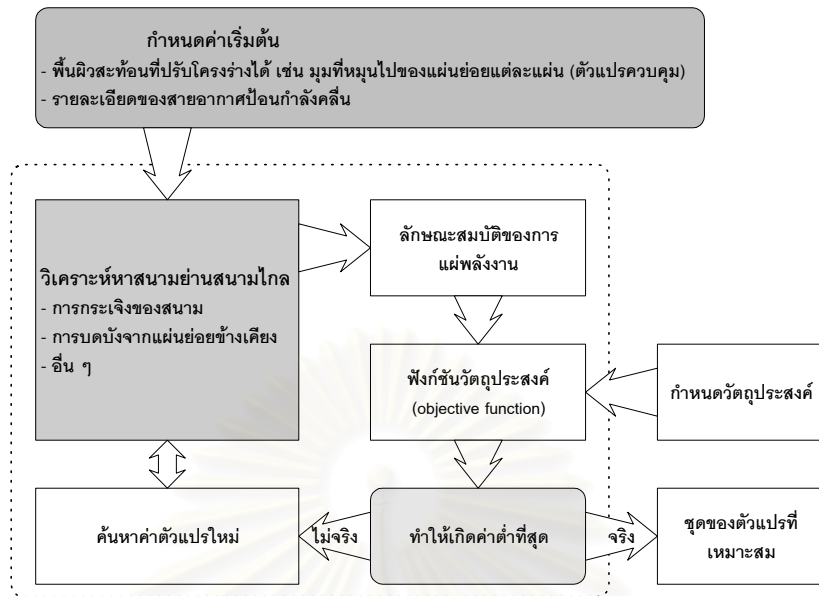 กำหนดค่าเริ่มต้น
- พื้นผิวสะท้อนที่ปรับโครงร่างได้ เช่น มุมที่หมุนไปของแผ่นย่อยแต่ละแผ่น (ตัวแปรควบคุม)
- รายละเอียดของสายอากาศป้อนกำลังคลื่น
วิเคราะห์หาสนามย่านสนามไกล
- การกระเจิงของสนาม
- การบดบังจากแผ่นย่อยข้างเคียง
- อื่น ๆ
ลักษณะสมบัติของการ
แผ่พลังงาน
ฟังก์ชันวัตถุประสงค์
(objective function)
กำหนดวัตถุประสงค์
ค้นหาค่าตัวแปรใหม่
ไม่จริง
ทำให้เกิดค่าต่ำที่สุด
จริง
ชุดของตัวแปรที่
เหมาะสม